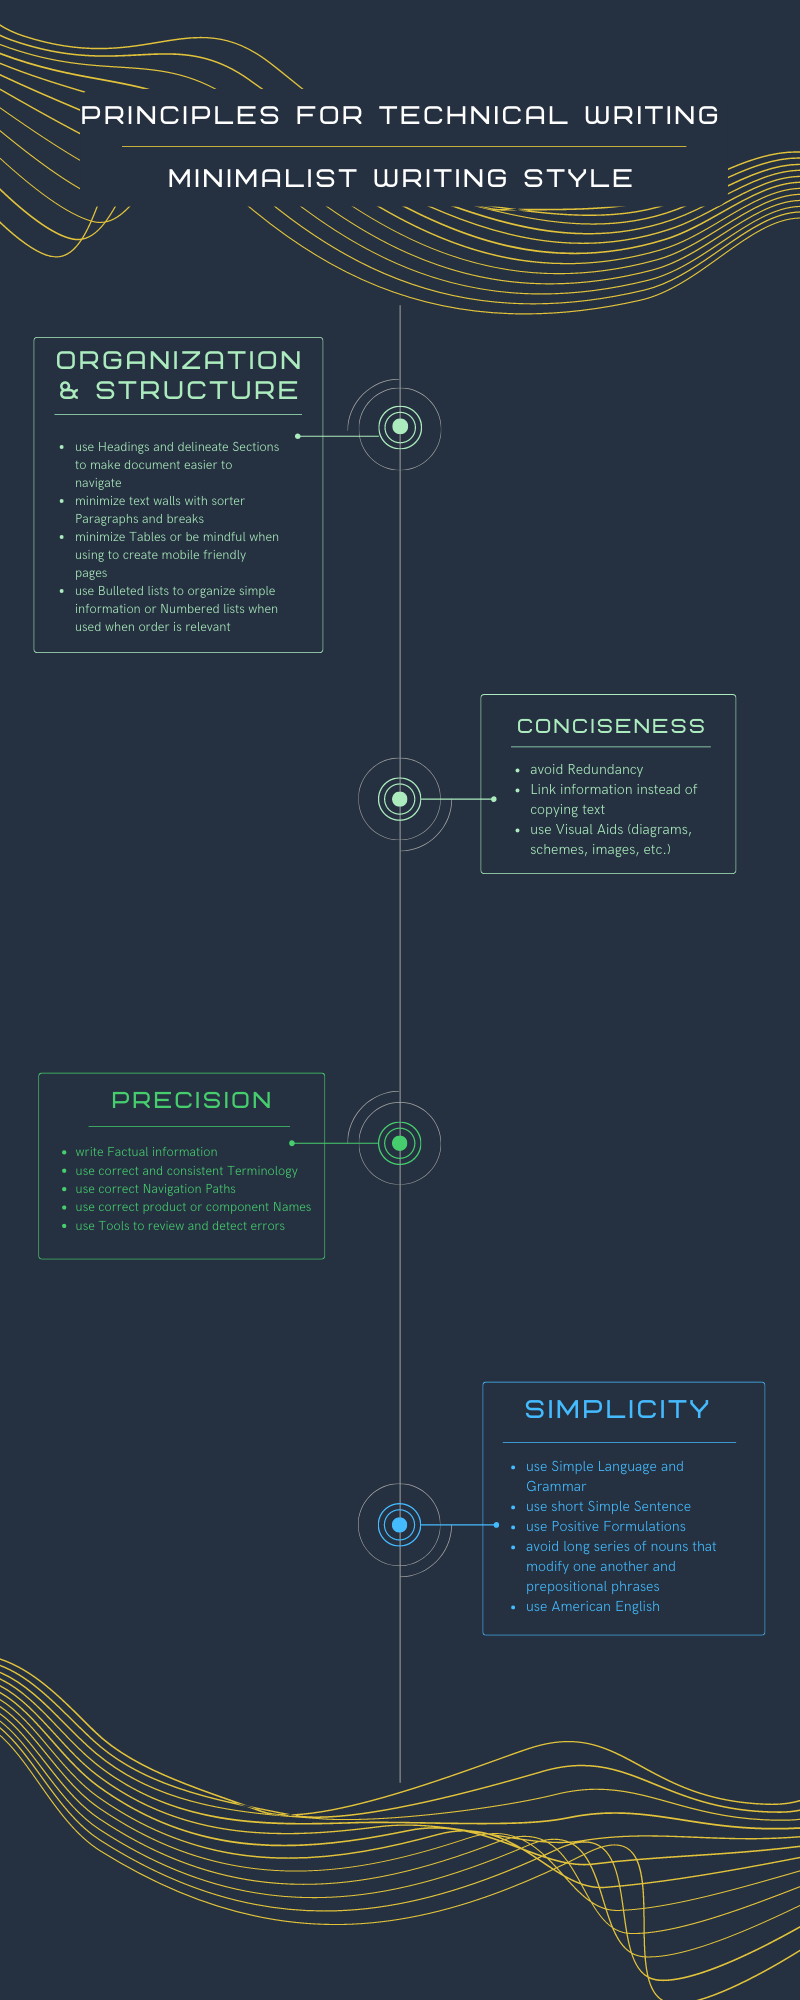 PRINCIPLES FOR TECHNICAL WRITING
MINIMALIST WRITING STYLE
ORGANIZATION
& STRUCTURE
• use Headings and delineate Sections
to make document easier to
navigate
• minimize text walls with sorter
Paragraphs and breaks
• minimize Tables or be mindful when
using to create mobile friendly
pages
• use Bulleted lists to organize simple
information or Numbered lists when
used when order is relevant
CONCISENESS
• avoid Redundancy
• Link information instead of
copying text
• use Visual Aids (diagrams,
schemes, images, etc.)
PRECISION
• write Factual information
• use correct and consistent Terminology
• use correct Navigation Paths
• use correct product or component Names
• use Tools to review and detect errors
SIMPLICITY
• use Simple Language and
Grammar
• use short Simple Sentence
• use Positive Formulations
• avoid long series of nouns that
modify one another and
prepositional phrases
• use American English